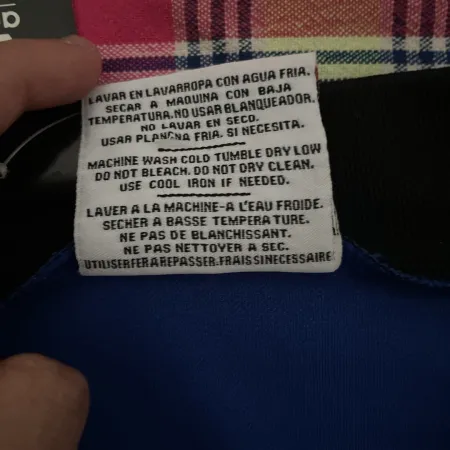 LAVAR EN LAVARROPA CON AGUA FRIA.
SECAR A MAQUINA CON BAJA
TEMPERATURA.NO USAR BLANQUEADOR.
NO LAVAR EN SECO.
USAR PLANCNA FRIA. SI NECESITA.
MACHINE WASH COLD TUMBLE DRY LOW
DO NOT BLEACH. DO NOT DRY CLEAN.
USE COOL IRON IF NEEDED.
LAVER A LA MACHINE-A L'EAU FROIDE.
SECHER A BASSE TEMPERATURE.
NE PAS DE BLANCHISSANT.
NE PAS NETTOYER A SEC.
UTILISERFERAREPASSER.FRAISSINECESSAIRE